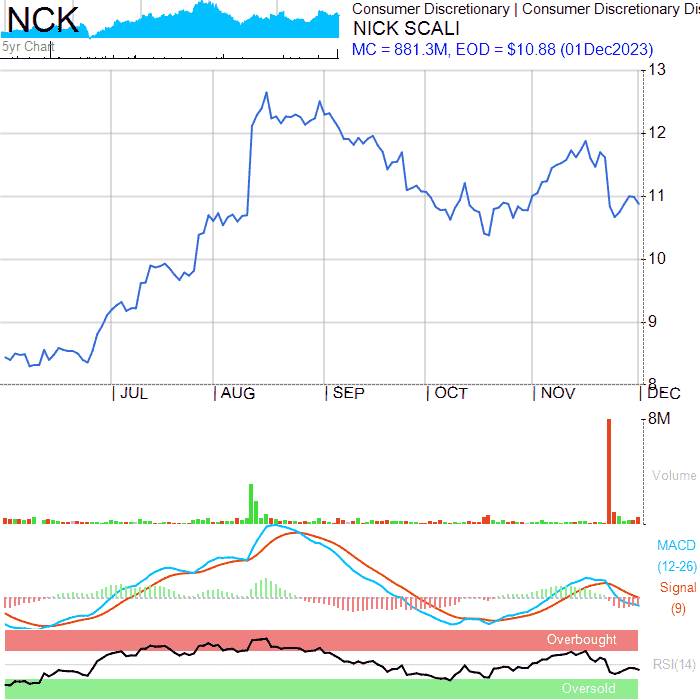 NCK
5yr Chart
Consumer Discretionary | Consumer Discretionary Dis
NICK SCALI
MC = 881.3M, EOD = $10.88 (01Dec2023)
13
12
11
10
9
8
JUL AUG SEP OCT NOV DEC
8M
Volume
MACD
(12-26)
Signal
(9)
Overbought
RSI(14)
Oversold